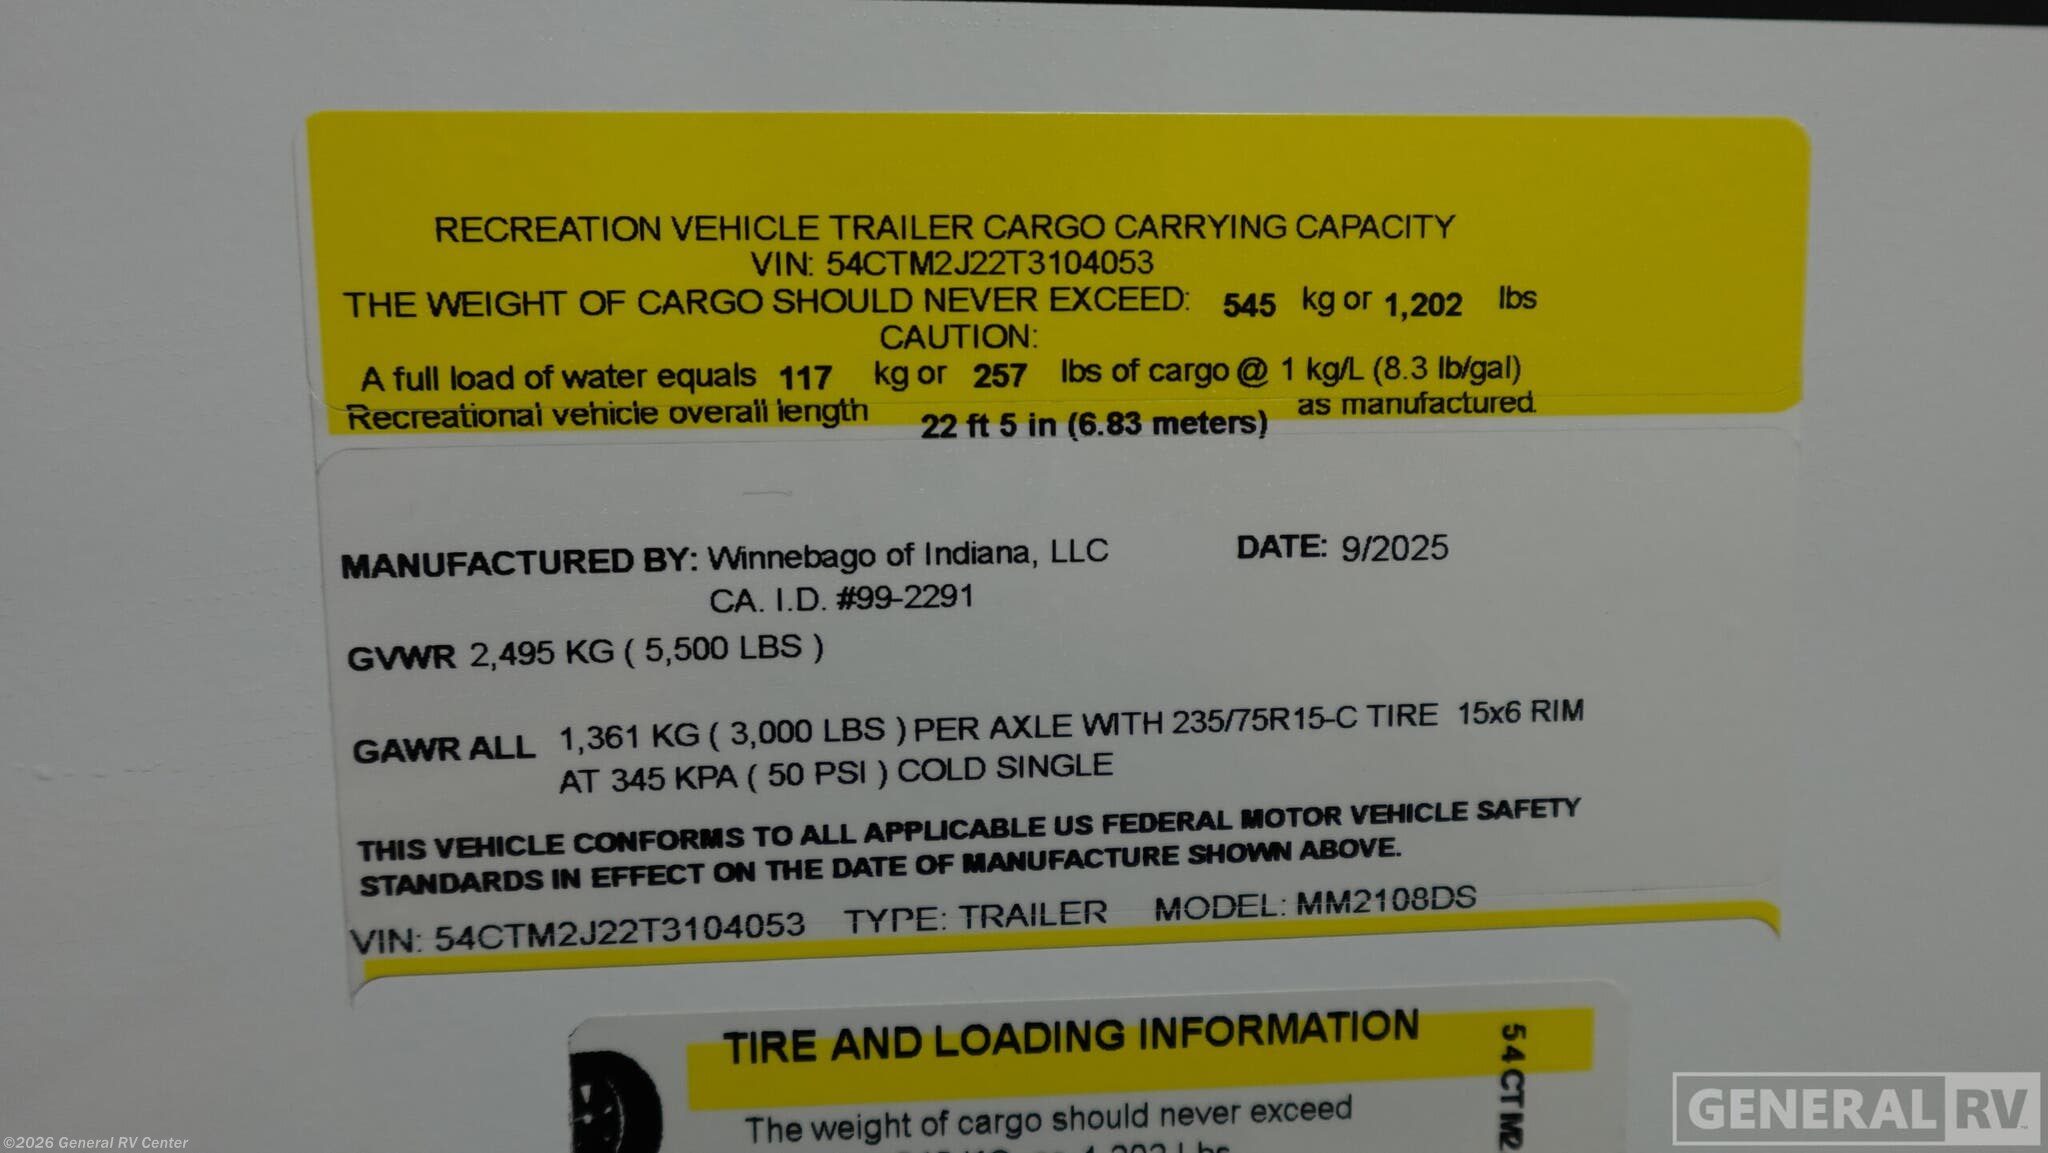 RECREATION VEHICLE TRAILER CARGO CARRYING CAPACITY
VIN: 54CTM2J22T3104053
THE WEIGHT OF CARGO SHOULD NEVER EXCEED: 545 kg or 1,202 lbs
CAUTION:
A full load of water equals 117 kg or 257 lbs of cargo @ 1 kg/L (8.3 lb/gal)
Recreational vehicle overall length 22 ft 5 in (6.83 meters) as manufactured.
MANUFACTURED BY: Winnebago of Indiana, LLC DATE: 9/2025
CA. I.D. #99-2291
GVWR 2,495 KG ( 5,500 LBS )
GAWR ALL 1,361 KG ( 3,000 LBS ) PER AXLE WITH 235/75R15-C TIRE 15x6 RIM
AT 345 KPA ( 50 PSI ) COLD SINGLE
THIS VEHICLE CONFORMS TO ALL APPLICABLE US FEDERAL MOTOR VEHICLE SAFETY
STANDARDS IN EFFECT ON THE DATE OF MANUFACTURE SHOWN ABOVE.
VIN: 54CTM2J22T3104053 TYPE: TRAILER MODEL: MM2108DS
TIRE AND LOADING INFORMATION
54CTM2
The weight of cargo should never exceed
GENERAL RV
©2026 General RV Center